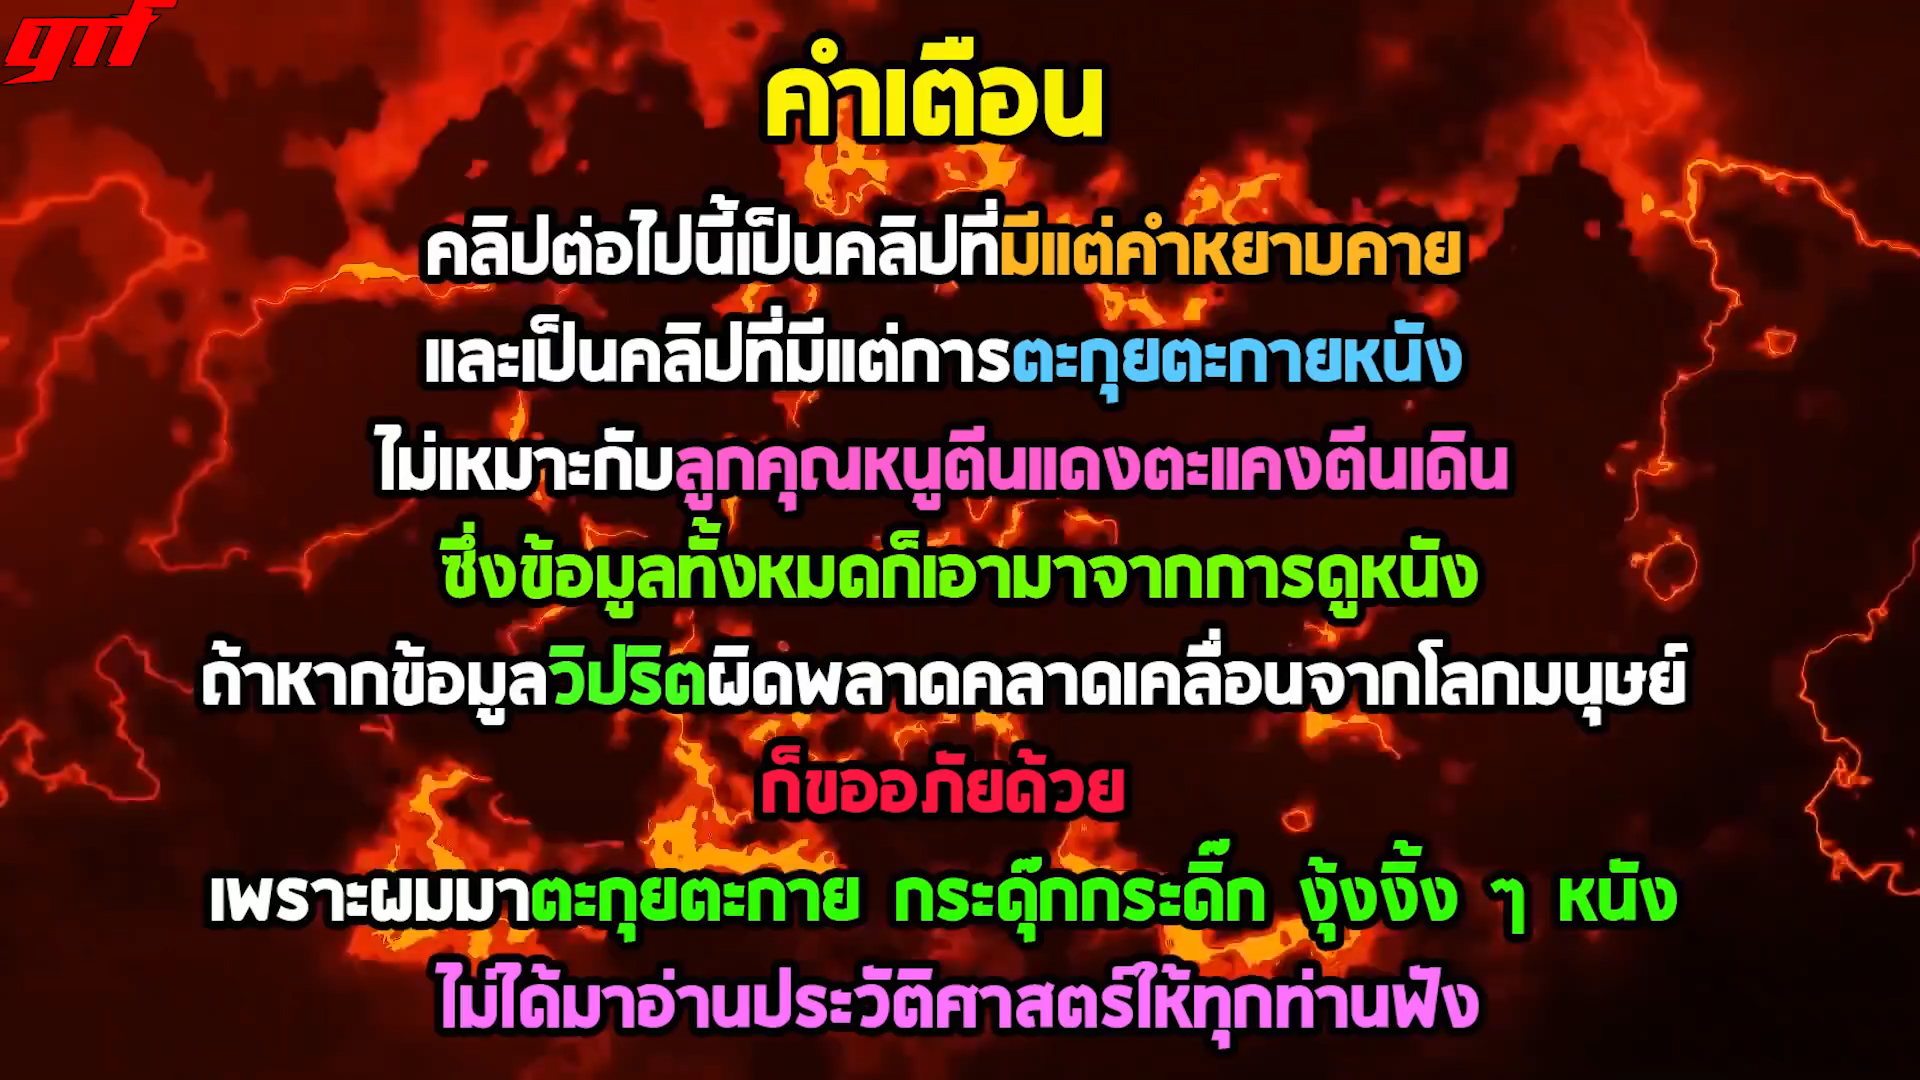 gnf
คำเตือน
คลิปต่อไปนี้เป็นคลิปที่มีแต่คำหยาบคาย
และเป็นคลิปที่มีแต่การตะกุยตะกายหนัง
ไม่เหมาะกับลูกคุณหนูตีนแดงตะแคงตีนเดิน
ซึ่งข้อมูลทั้งหมดก็เอามาจากการดูหนัง
ถ้าหากข้อมูลวิปริตผิดพลาดคลาดเคลื่อนจากโลกมนุษย์
ก็ขออภัยด้วย
เพราะผมมาตะกุยตะกาย กระดุ๊กกระดิ๊ก งุ้งงิ้ง ๆ หนัง
ไม่ได้มาอ่านประวัติศาสตร์ให้ทุกท่านฟัง